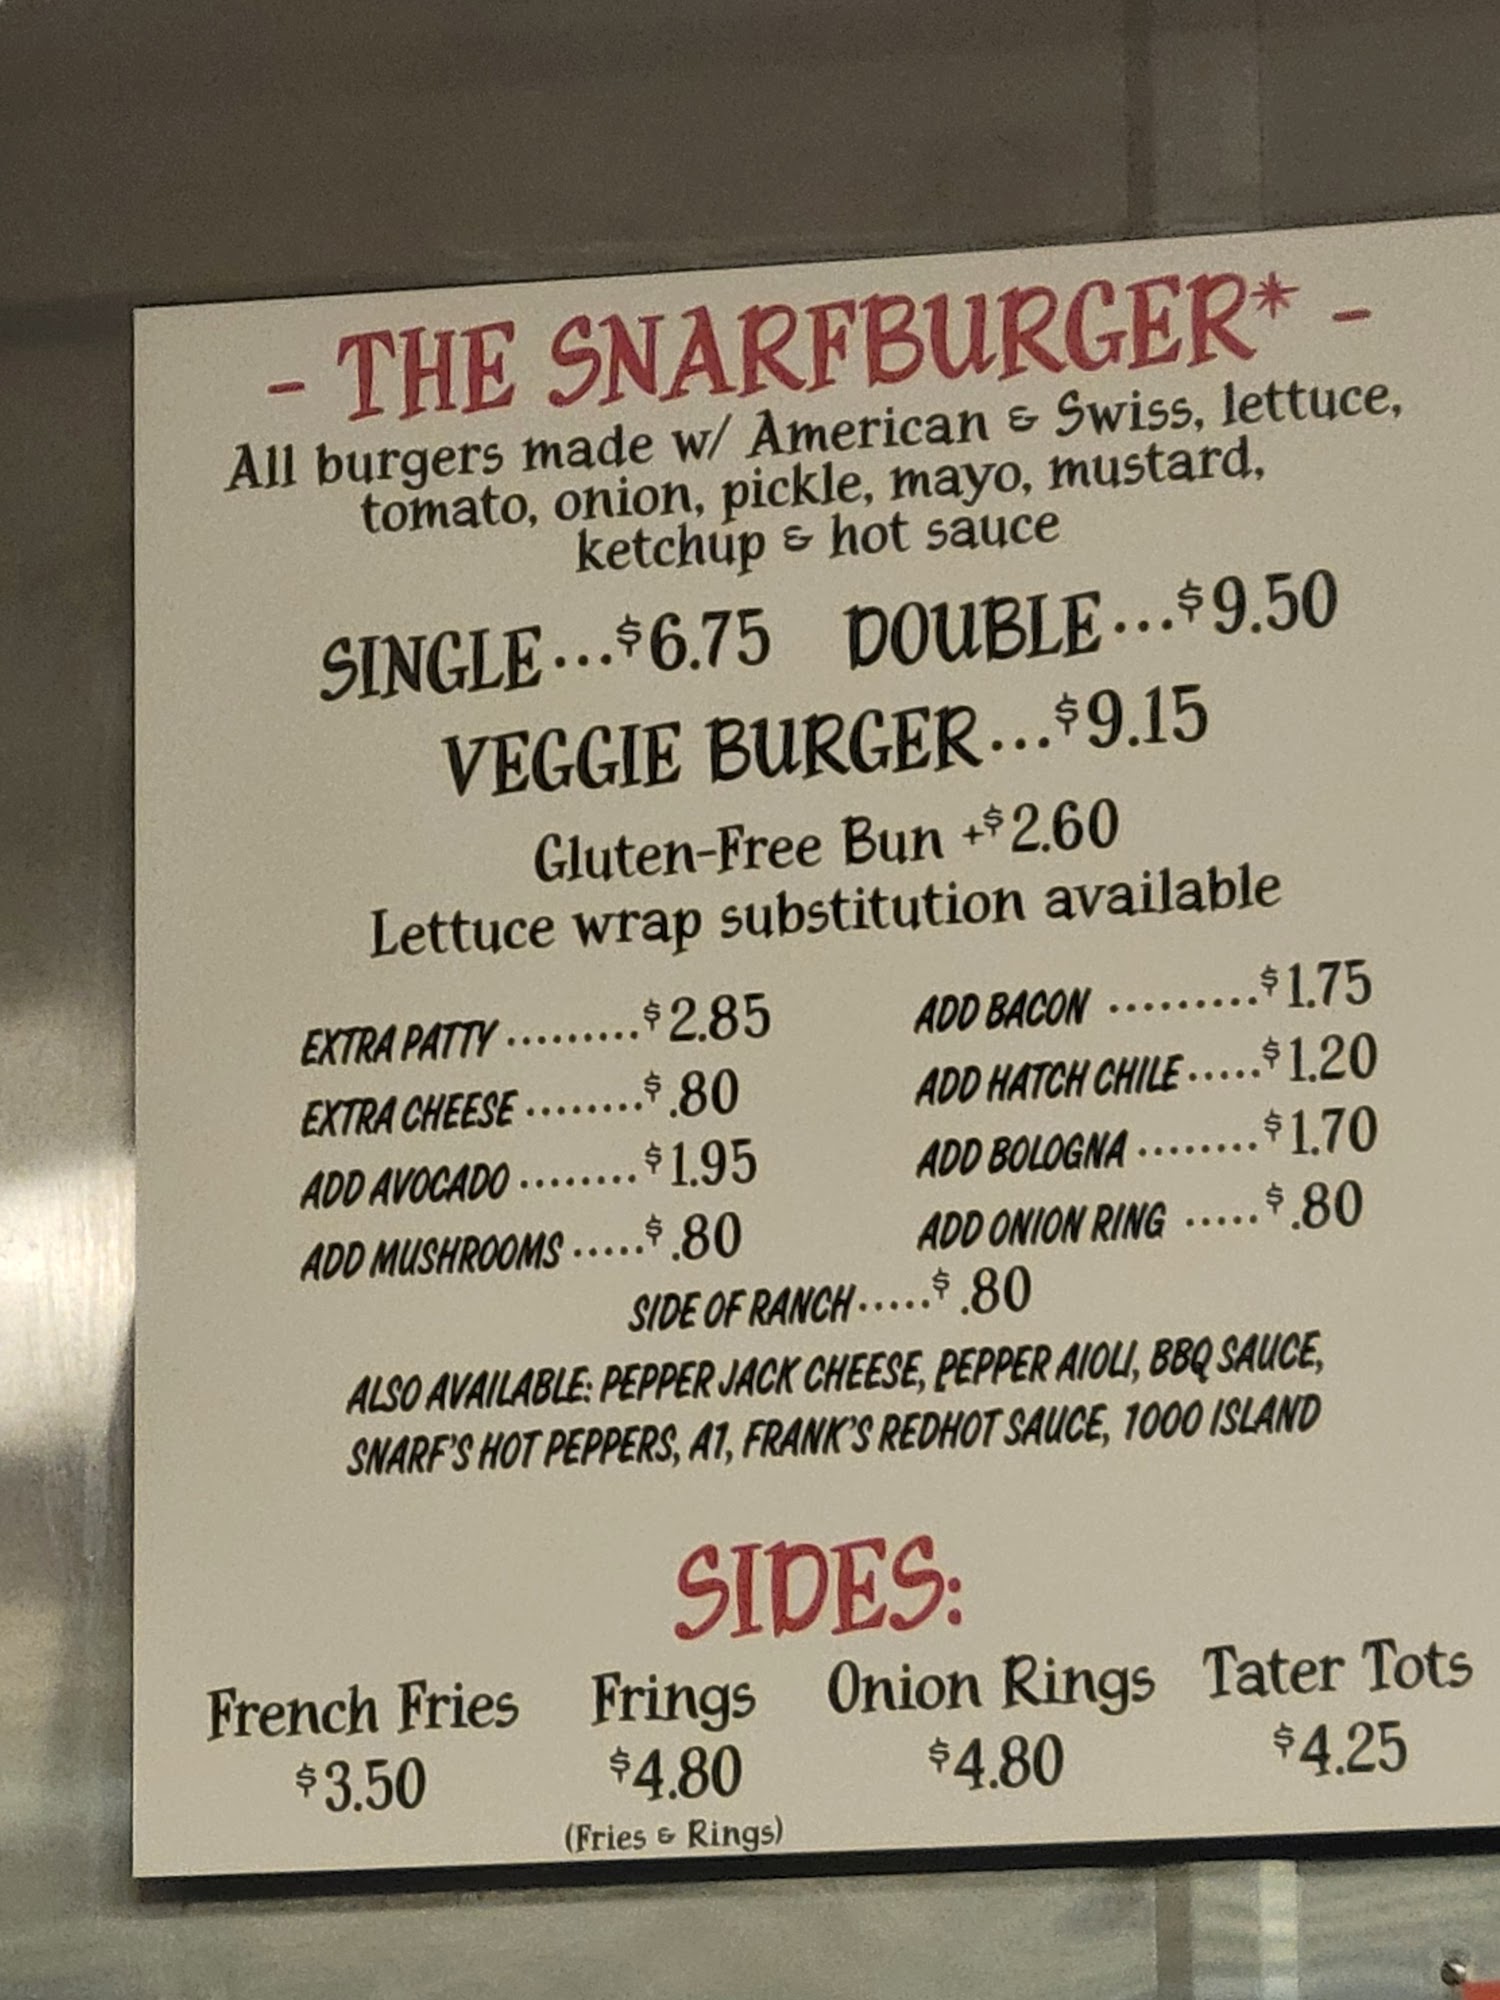 - THE SNARFBURGER* -
All burgers made w/ American & Swiss, lettuce,
tomato, onion, pickle, mayo, mustard,
ketchup & hot sauce
SINGLE...$6.75 DOUBLE...$9.50
VEGGIE BURGER...$9.15
Gluten-Free Bun +$2.60
Lettuce wrap substitution available
EXTRA PATTY .........$2.85 ADD BACON .........$1.75
EXTRA CHEESE ........$.80 ADD HATCH CHILE .....$1.20
ADD AVOCADO ........$1.95 ADD BOLOGNA ........$1.70
ADD MUSHROOMS .....$.80 ADD ONION RING .....$.80
SIDE OF RANCH.....$.80
ALSO AVAILABLE: PEPPER JACK CHEESE, PEPPER AIOLI, BBQ SAUCE,
SNARF'S HOT PEPPERS, A1, FRANK'S REDHOT SAUCE, 1000 ISLAND
SIDES:
French Fries Frings Onion Rings Tater Tots
$3.50 $4.80 $4.80 $4.25
(Fries & Rings)